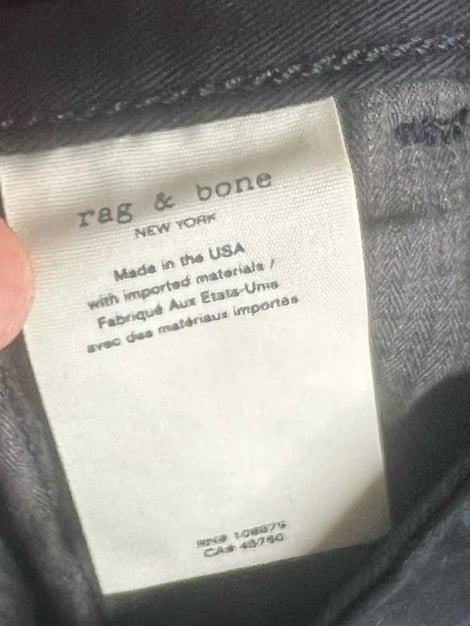 rag & bone
NEW YORK
Made in the USA
with imported materials /
Fabriqué Aux Etats-Unis
avec des matériaux importés
RN# 108879
CA# 45760